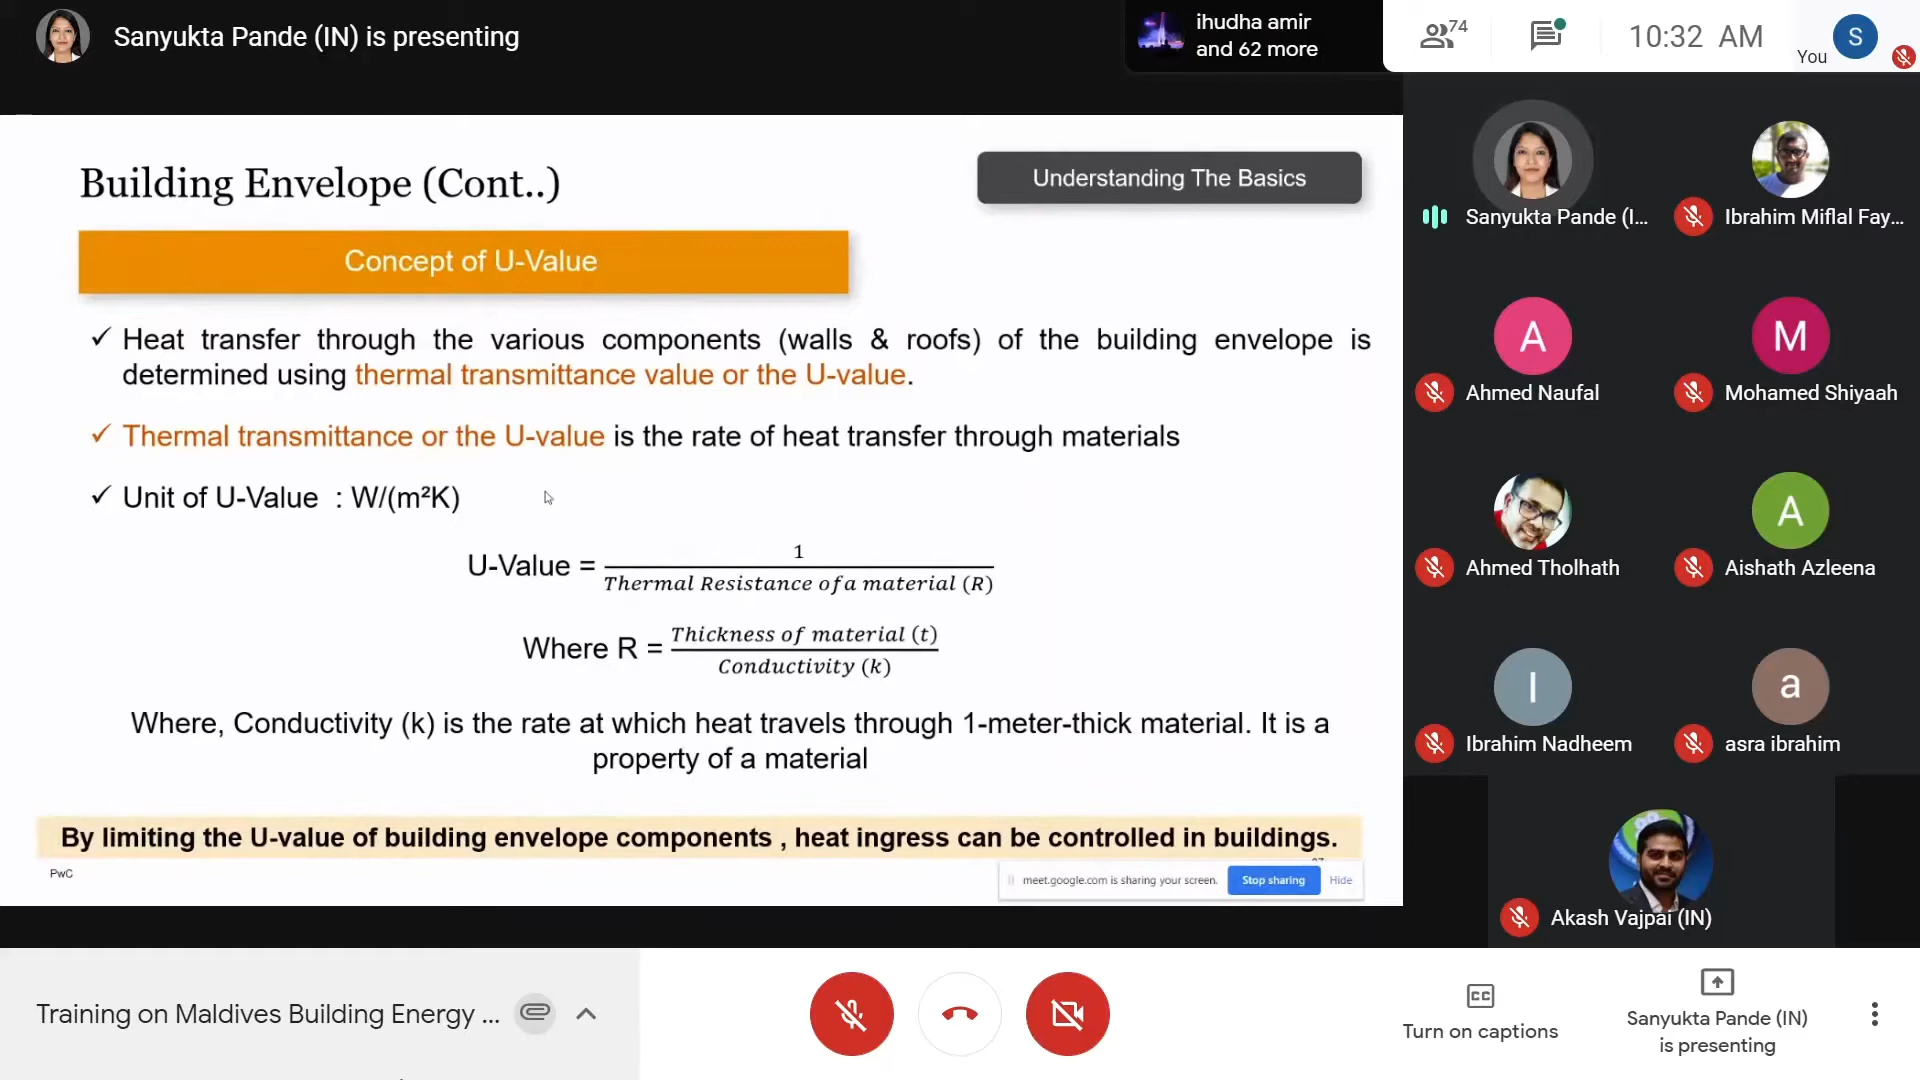 Sanyukta Pande (IN) is presenting
ihudha amir
and 62 more
74
10:32 AM
You
S
Building Envelope (Cont..)
Understanding The Basics
Concept of U-Value
✓ Heat transfer through the various components (walls & roofs) of the building envelope is
determined using thermal transmittance value or the U-value.
✓ Thermal transmittance or the U-value is the rate of heat transfer through materials
✓ Unit of U-Value : W/(m²K)
U-Value = 1 / Thermal Resistance of a material (R)
Where R = Thickness of material (t) / Conductivity (k)
Where, Conductivity (k) is the rate at which heat travels through 1-meter-thick material. It is a
property of a material
By limiting the U-value of building envelope components , heat ingress can be controlled in buildings.
PwC
meet.google.com is sharing your screen.
Stop sharing
Hide
Sanyukta Pande (I...
Ibrahim Miflal Fay...
A
Ahmed Naufal
M
Mohamed Shiyaah
Ahmed Tholhath
A
Aishath Azleena
I
Ibrahim Nadheem
a
asra ibrahim
Akash Vajpai (IN)
Training on Maldives Building Energy ...
CC
Turn on captions
Sanyukta Pande (IN)
is presenting